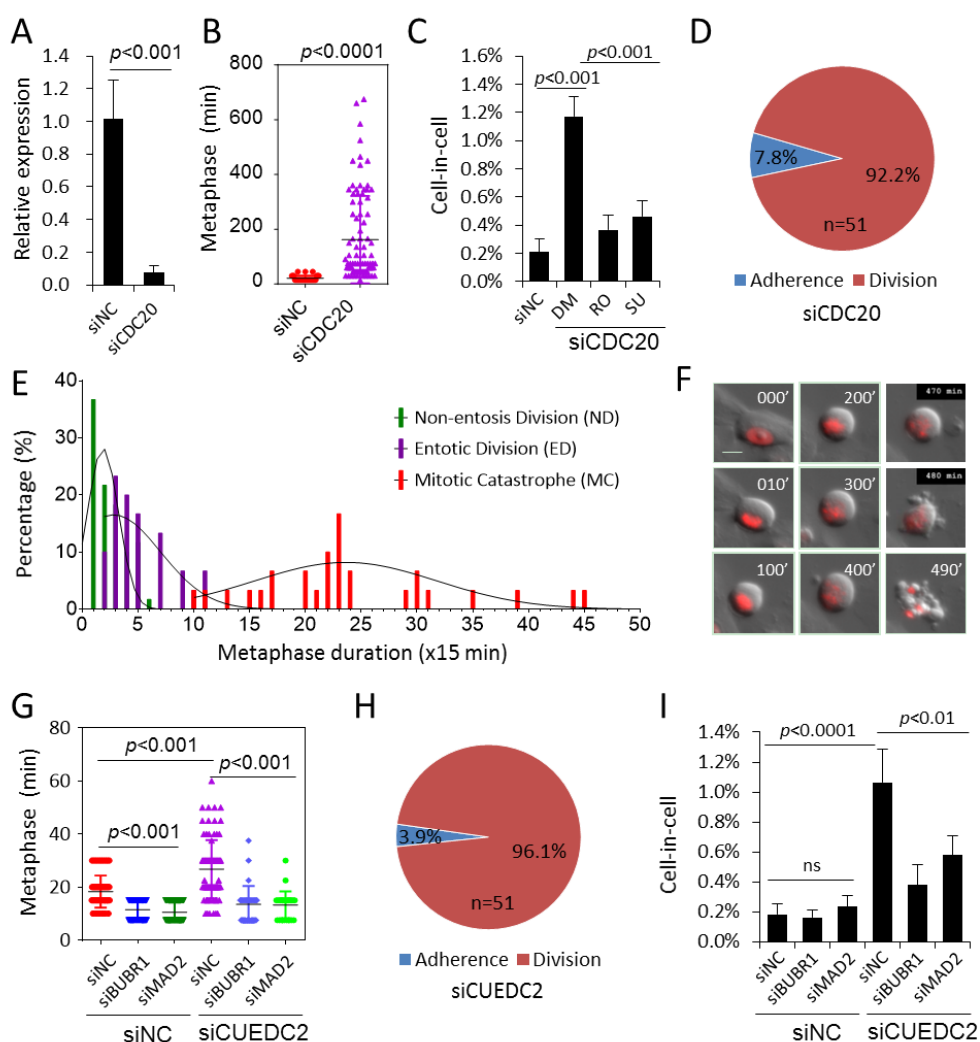 A
p<0.001
Relative expression
1.4
1.2
1.0
0.8
0.6
0.4
0.2
0.0
siNC
siCDC20
B
p<0.0001
Metaphase (min)
800
600
400
200
0
siNC
siCDC20
C
p<0.001
p<0.001
Cell-in-cell
1.6%
1.4%
1.2%
1.0%
0.8%
0.6%
0.4%
0.2%
0.0%
siNC
DM
RO
SU
siCDC20
D
7.8%
92.2%
n=51
Adherence
Division
siCDC20
E
Percentage (%)
40
30
20
10
0
Non-entosis Division (ND)
Entotic Division (ED)
Mitotic Catastrophe (MC)
0 5 10 15 20 25 30 35 40 45 50
Metaphase duration (x15 min)
F
000’
200’
470 min
010’
300’
480 min
100’
400’
490’
G
p<0.001
p<0.001
p<0.001
Metaphase (min)
80
60
40
20
0
siNC
siBUBR1
siMAD2
siNC
siBUBR1
siMAD2
siNC
siCUEDC2
H
3.9%
96.1%
n=51
Adherence
Division
siCUEDC2
I
p<0.0001
p<0.01
ns
Cell-in-cell
1.4%
1.2%
1.0%
0.8%
0.6%
0.4%
0.2%
0.0%
siNC
siBUBR1
siMAD2
siNC
siBUBR1
siMAD2
siNC
siCUEDC2